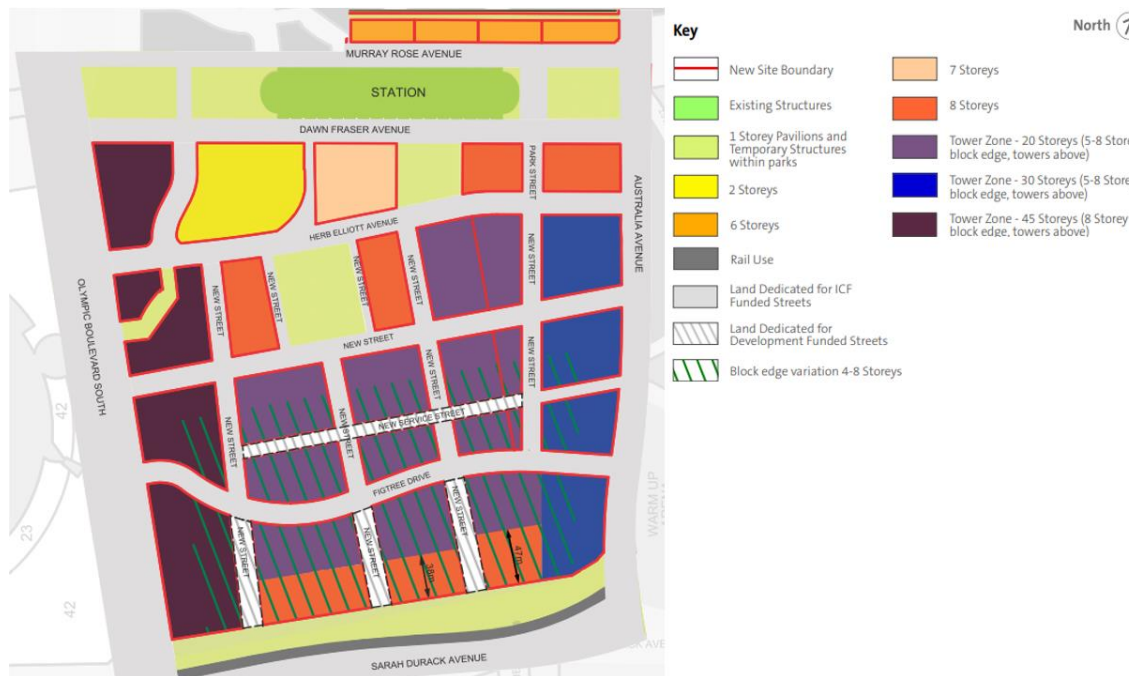 MURRAY ROSE AVENUE
STATION
DAWN FRASER AVENUE
PARK STREET
AUSTRALIA AVENUE
HERB ELLIOTT AVENUE
OLYMPIC BOULEVARD SOUTH
NEW STREET
NEW STREET
NEW STREET
NEW STREET
NEW STREET
NEW STREET
NEW STREET
NEW STREET
NEW STREET
NEW STREET
NEW SERVICE STREET
FIGTREE DRIVE
NEW STREET
NEW STREET
NEW STREET
38m
47m
42
23
42
WARM UP
SARAH DURACK AVENUE
Key
North
New Site Boundary
Existing Structures
1 Storey Pavilions and
Temporary Structures
within parks
2 Storeys
6 Storeys
Rail Use
Land Dedicated for ICF
Funded Streets
Land Dedicated for
Development Funded Streets
Block edge variation 4-8 Storeys
7 Storeys
8 Storeys
Tower Zone - 20 Storeys (5-8 Store
block edge, towers above)
Tower Zone - 30 Storeys (5-8 Store
block edge, towers above)
Tower Zone - 45 Storeys (8 Storey
block edge, towers above)